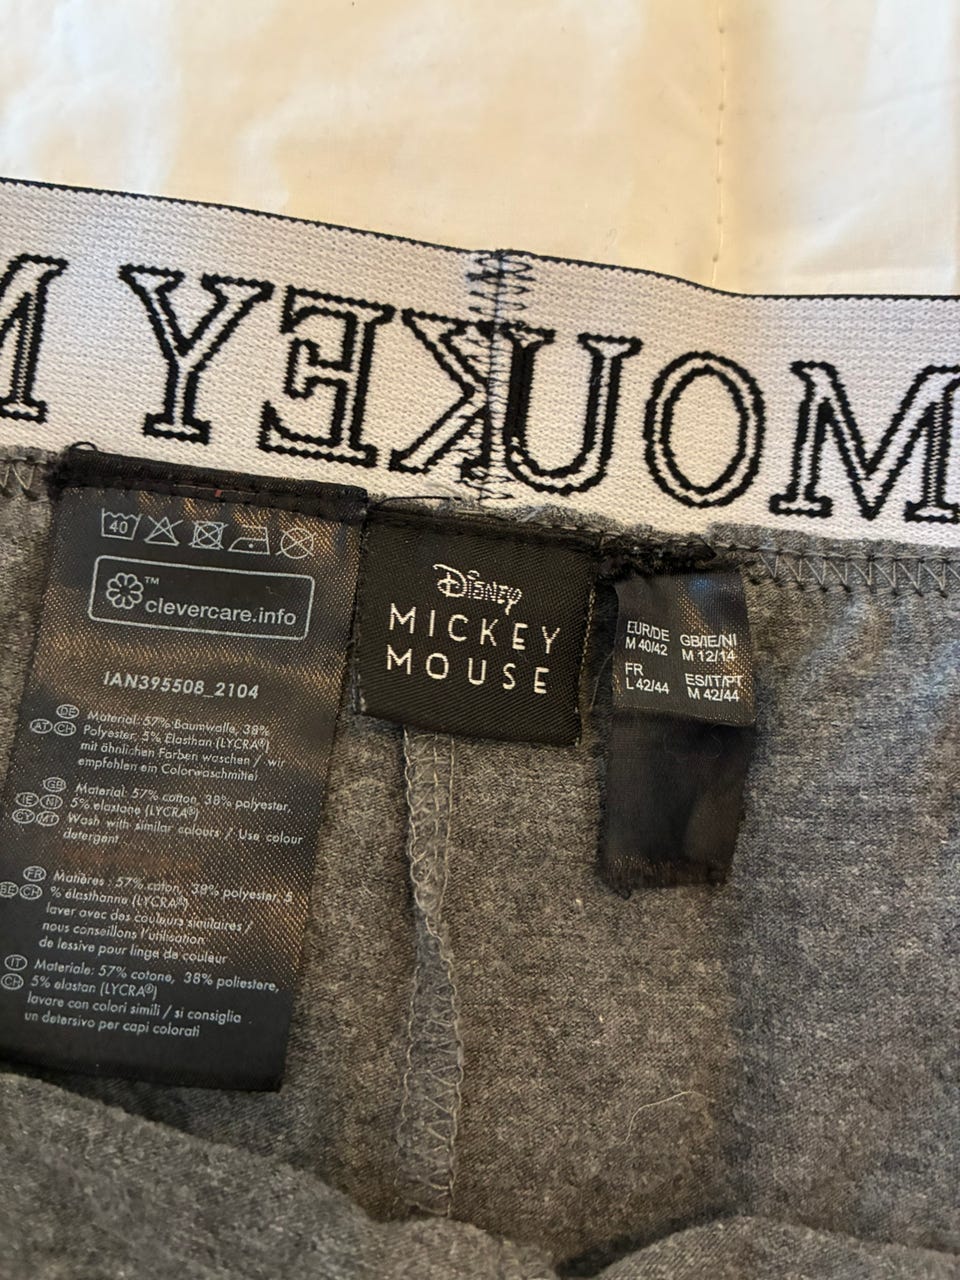 M YEKUOM
40
™
clevercare.info
IAN395508_2104
DE AT CH
Material: 57% Baumwolle, 38%
Polyester, 5% Elasthan (LYCRA®)
mit ähnlichen Farben waschen / wir
empfehlen ein Colorwaschmittel
GB IE NI CY MT
Material: 57% cotton, 38% polyester,
5% elastane (LYCRA®)
Wash with similar colours / Use colour
detergent
FR BE CH
Matières : 57% coton, 38% polyester, 5
% élasthanne (LYCRA®)
laver avec des couleurs similaires /
nous conseillons l'utilisation
de lessive pour linge de couleur
IT CH
Materiale: 57% cotone, 38% poliestere,
5% elastan (LYCRA®)
lavare con colori simili / si consiglia
un detersivo per capi colorati
Disney
MICKEY
MOUSE
EUR/DE
M 40/42
GB/IE/NI
M 12/14
FR
L 42/44
ES/IT/PT
M 42/44